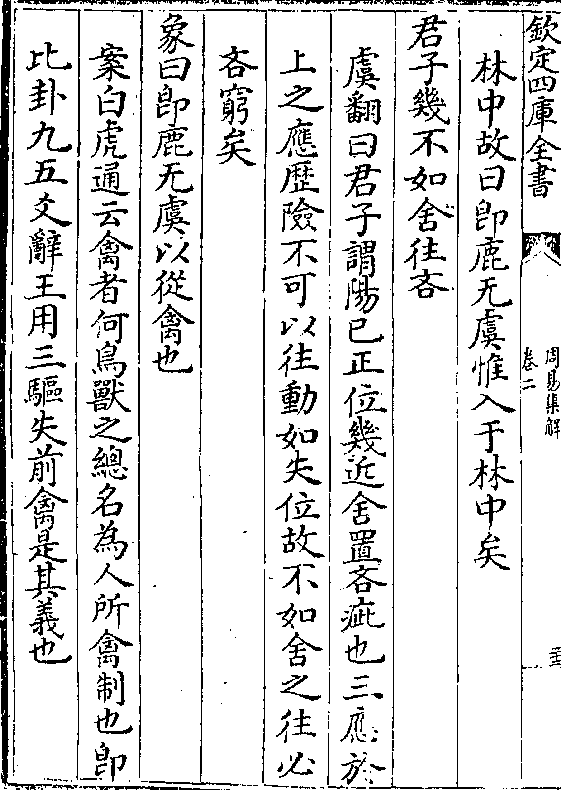 欽定四庫全書
周易集解
卷二
林中故曰即鹿无虞惟入于林中矣
君子幾不如舍往吝
虞翻曰君子謂陽已正位幾近舍置吝疵也三應於
上之應歷險不可以往動如失位故不如舍之往必
吝窮矣
象曰即鹿无虞以從禽也
案白虎通云禽者何鳥獸之總名為人所禽制也即
比卦九五爻辭王用三驅失前禽是其義也